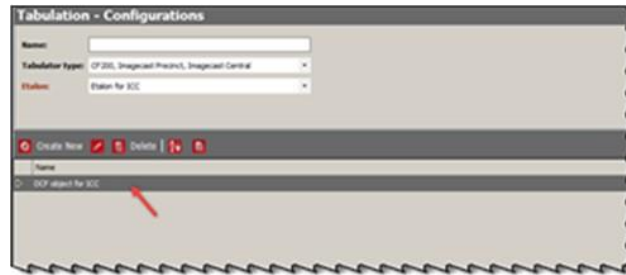 Tabulation - Configurations
Name:
Tabulator type: CF200, Imagecast Precinct, Imagecast Central
Etalon: Etalon for ICC
Create New Delete
Name
DCF object for ICC